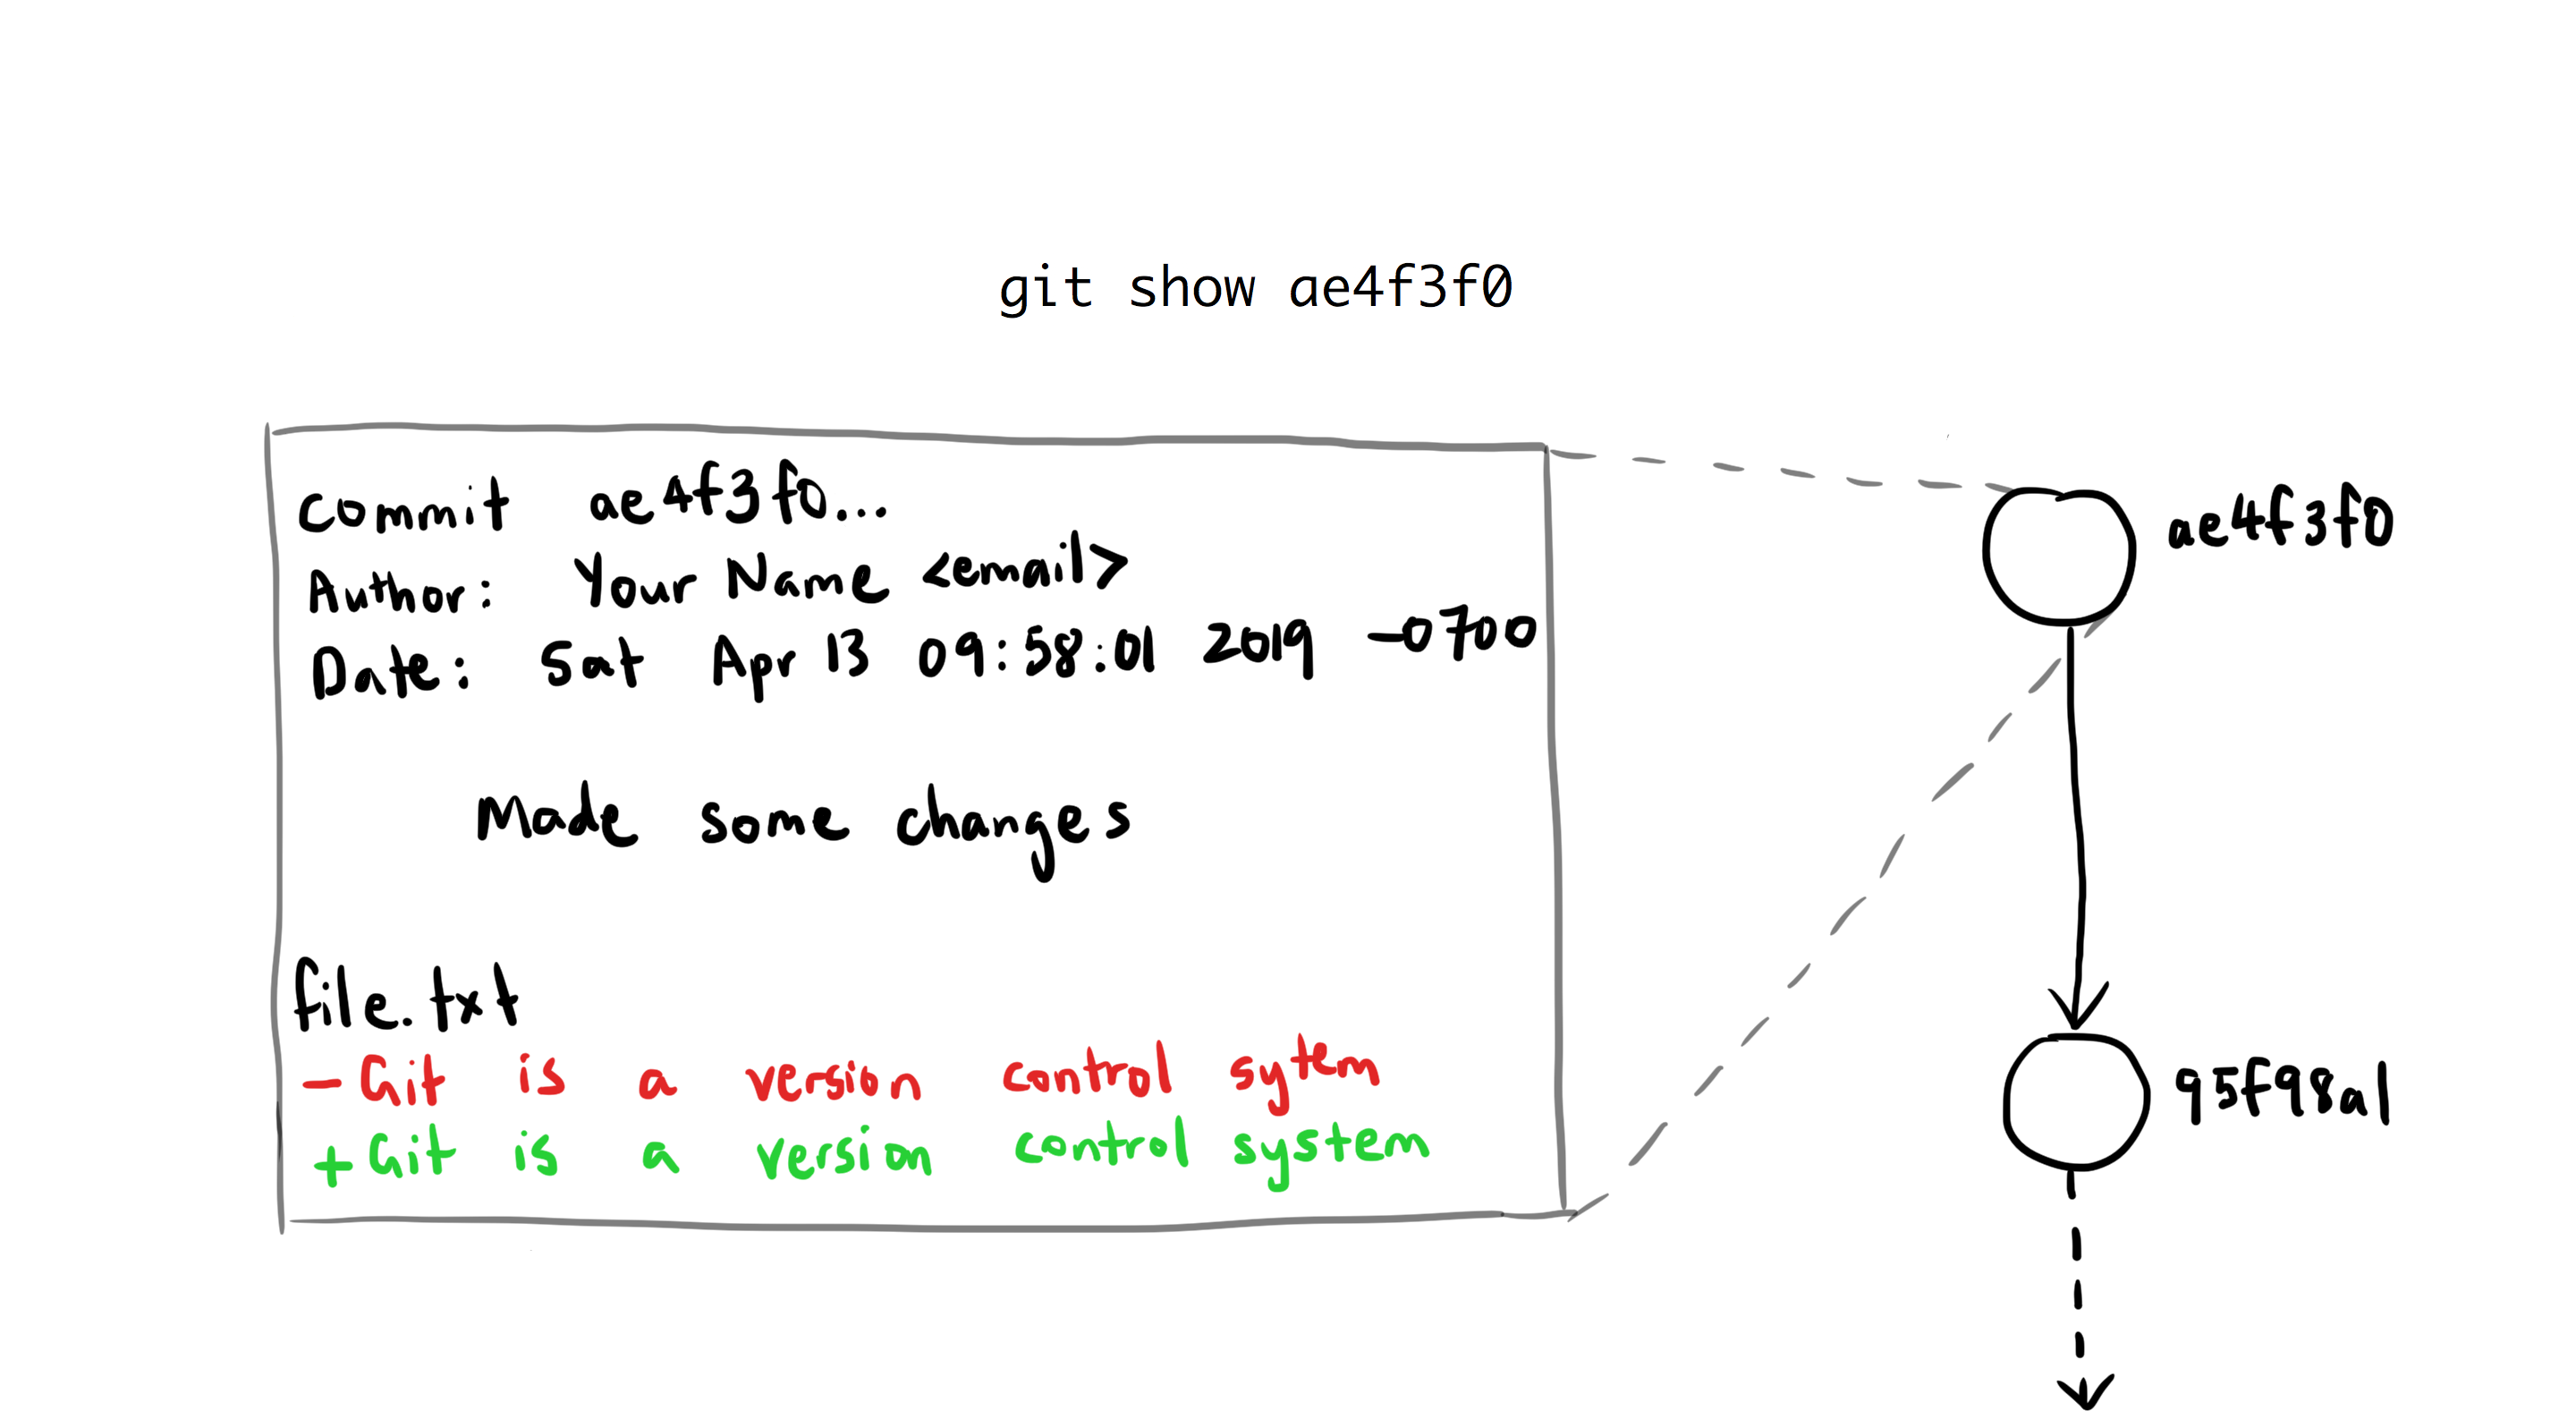 git show ae4f3f0
commit ae4f3f0...
Author: Your Name <email>
Date: Sat Apr 13 09:58:01 2019 -0700
Made some changes
file.txt
- Git is a version control sytem
+ Git is a version control system
ae4f3f0
95f98a1